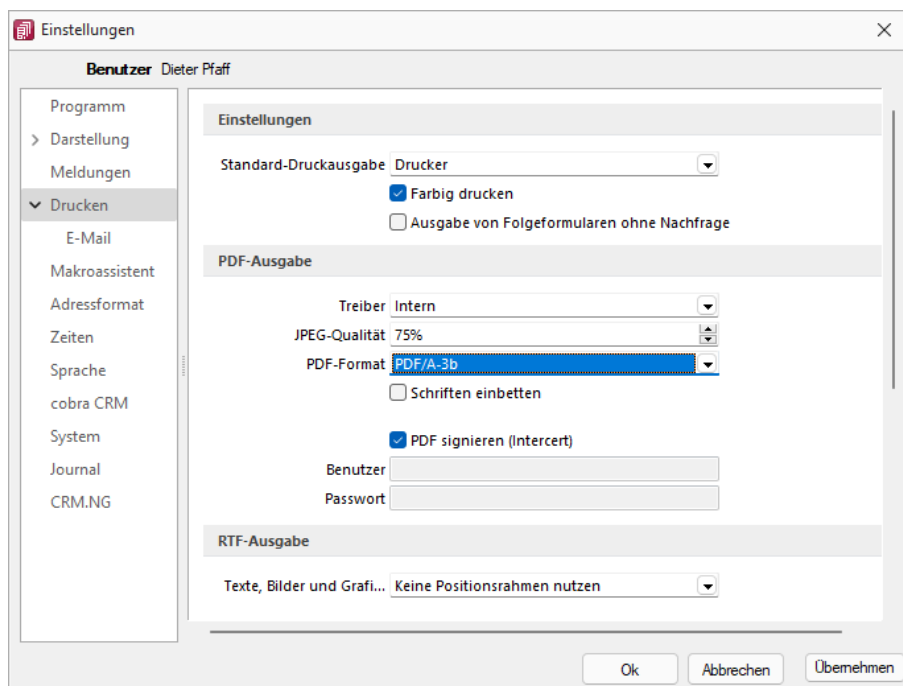 Einstellungen
Benutzer Dieter Pfaff
Programm
Darstellung
Meldungen
Drucken
E-Mail
Makroassistent
Adressformat
Zeiten
Sprache
cobra CRM
System
Journal
CRM.NG
Einstellungen
Standard-Druckausgabe Drucker
Farbig drucken
Ausgabe von Folgeformularen ohne Nachfrage
PDF-Ausgabe
Treiber Intern
JPEG-Qualität 75%
PDF-Format PDF/A-3b
Schriften einbetten
PDF signieren (Intercert)
Benutzer
Passwort
RTF-Ausgabe
Texte, Bilder und Grafi... Keine Positionsrahmen nutzen
Ok Abbrechen Übernehmen